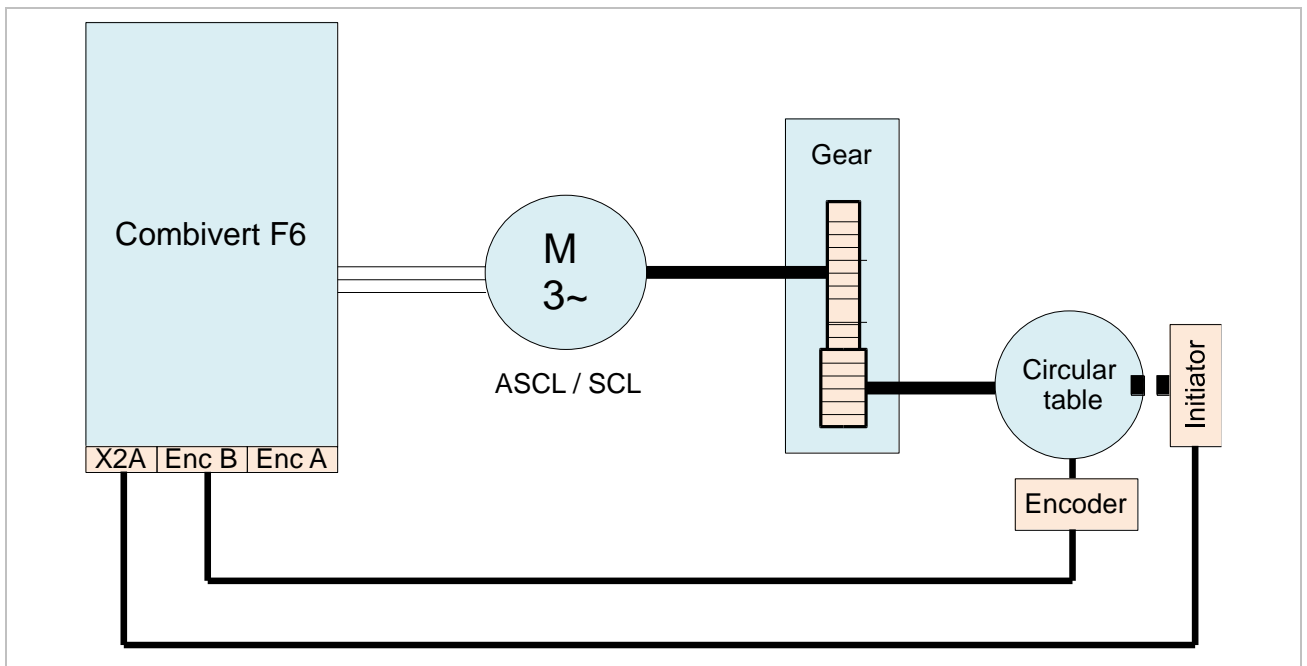 Combivert F6
X2A
Enc B
Enc A
M
3~
ASCL / SCL
Gear
Circular
table
Initiator
Encoder